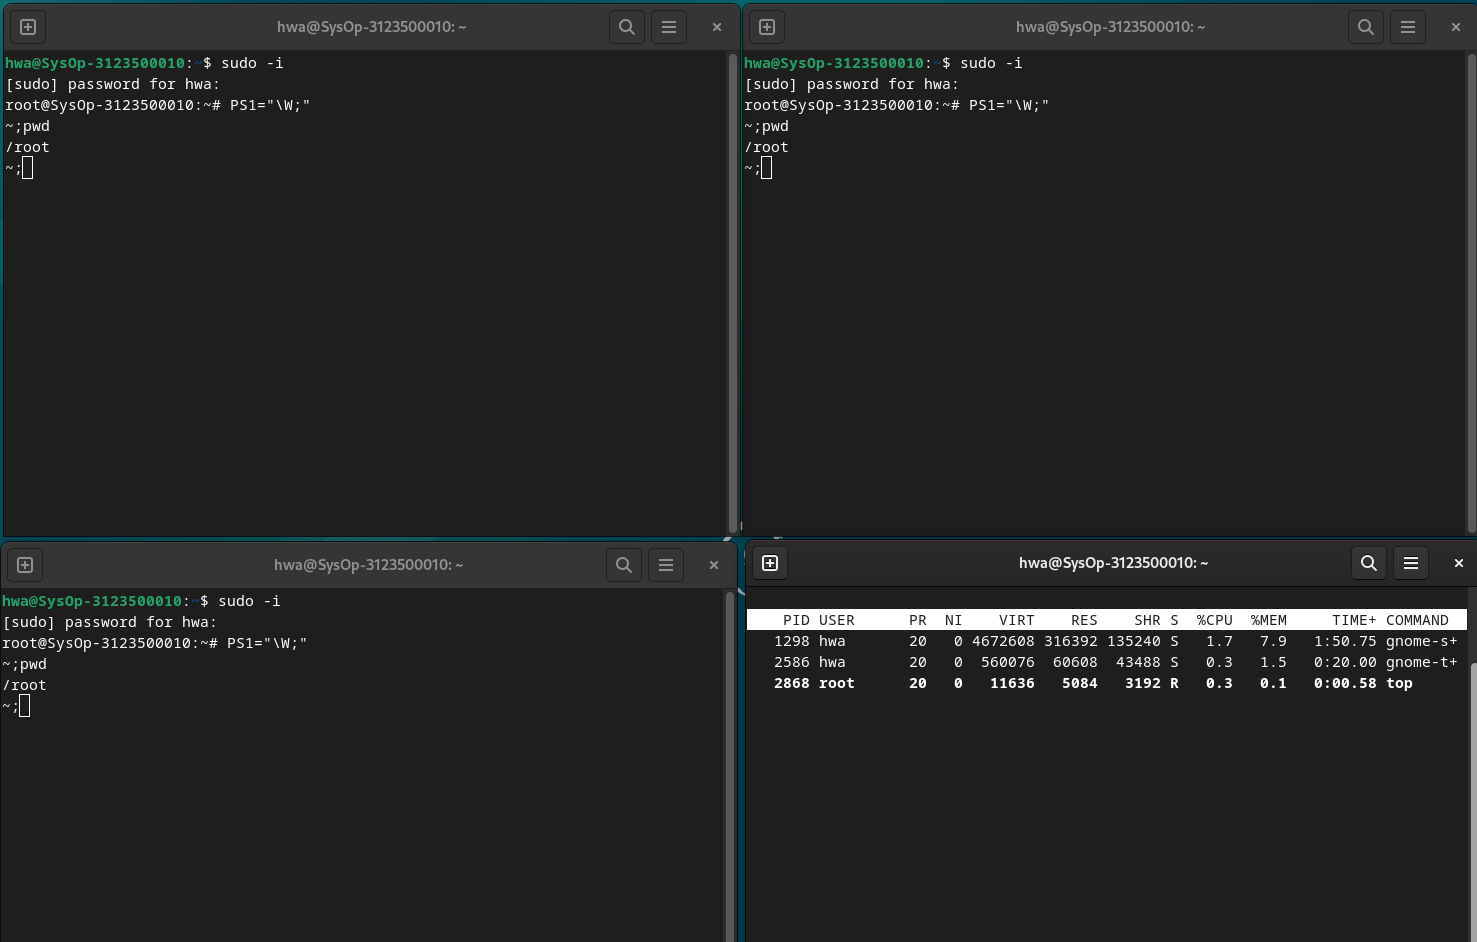 hwa@SysOp-3123500010: ~
hwa@SysOp-3123500010:~$ sudo -i
[sudo] password for hwa:
root@SysOp-3123500010:~# PS1="\W;"
~;pwd
/root
~;
hwa@SysOp-3123500010: ~
hwa@SysOp-3123500010:~$ sudo -i
[sudo] password for hwa:
root@SysOp-3123500010:~# PS1="\W;"
~;pwd
/root
~;
hwa@SysOp-3123500010: ~
hwa@SysOp-3123500010:~$ sudo -i
[sudo] password for hwa:
root@SysOp-3123500010:~# PS1="\W;"
~;pwd
/root
~;
hwa@SysOp-3123500010: ~
PID USER PR NI VIRT RES SHR S %CPU %MEM TIME+ COMMAND
1298 hwa 20 0 4672608 316392 135240 S 1.7 7.9 1:50.75 gnome-s+
2586 hwa 20 0 560076 60608 43488 S 0.3 1.5 0:20.00 gnome-t+
2868 root 20 0 11636 5084 3192 R 0.3 0.1 0:00.58 top